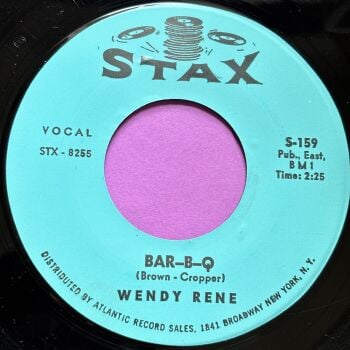 STAX
VOCAL
STX - 8255
S-159
Pub., East,
BMI
Time: 2:25
BAR-B-Q
(Brown - Cropper)
WENDY RENE
DISTRIBUTED BY ATLANTIC RECORD SALES, 1841 BROADWAY NEW YORK, N. Y.